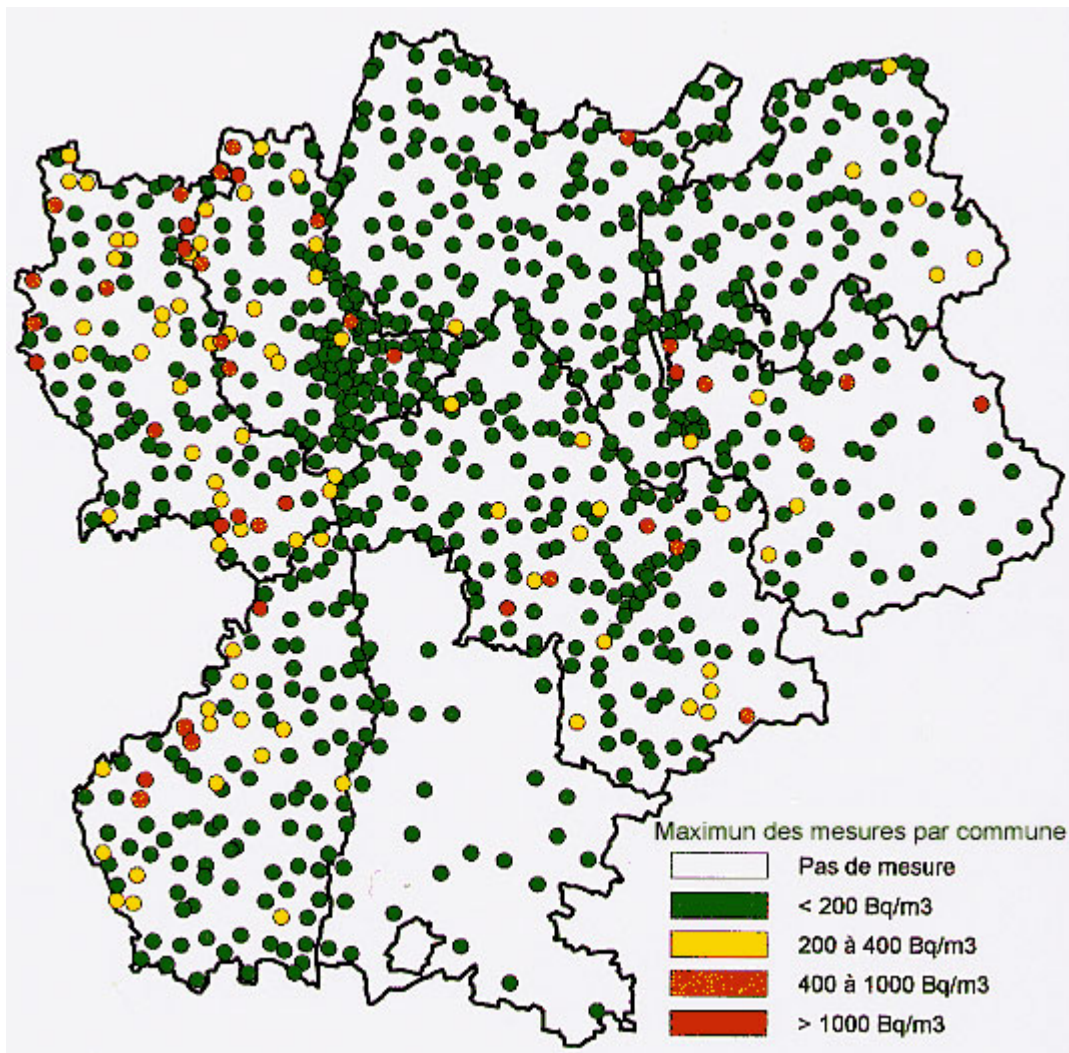 Maximun des mesures par commune
Pas de mesure
< 200 Bq/m3
200 à 400 Bq/m3
400 à 1000 Bq/m3
> 1000 Bq/m3